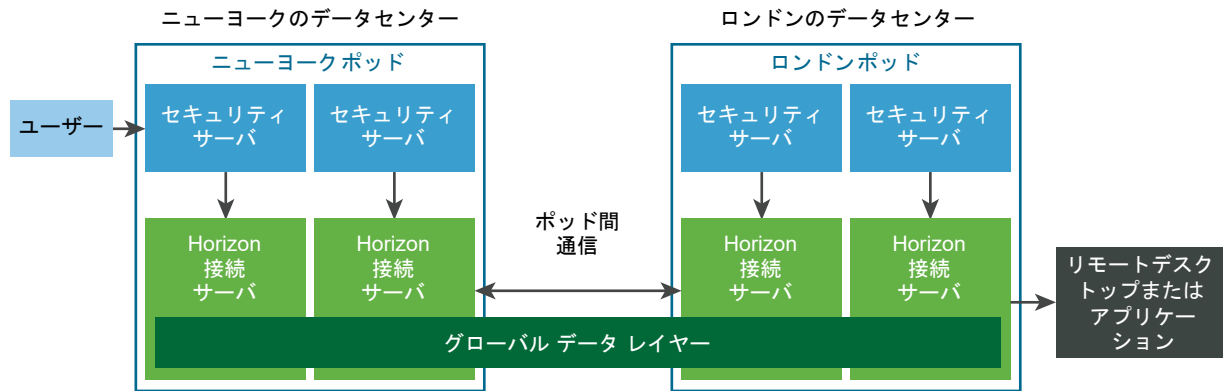 ニューヨークのデータセンター
ロンドンのデータセンター
ニューヨーク ポッド
ロンドン ポッド
ユーザー
セキュリティ
サーバ
セキュリティ
サーバ
セキュリティ
サーバ
セキュリティ
サーバ
ポッド間
通信
Horizon
接続
サーバ
Horizon
接続
サーバ
Horizon
接続
サーバ
Horizon
接続
サーバ
リモートデスク
トップまたは
アプリケー
ション
グローバル データ レイヤー